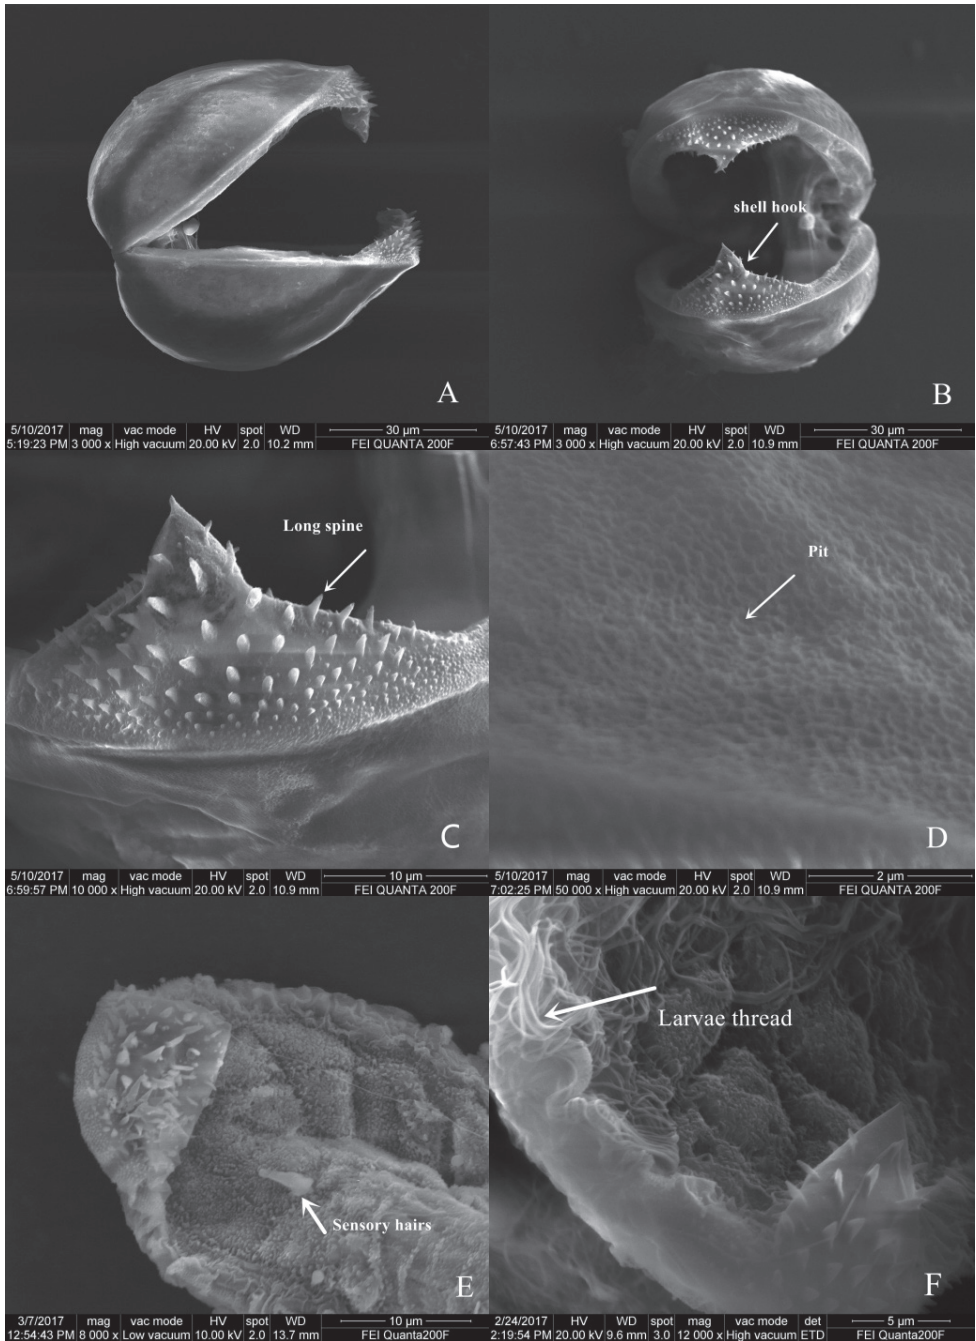 A
5/10/2017 mag vac mode HV spot WD 30 µm
5:19:23 PM 3 000 x High vacuum 20.00 kV 2.0 10.2 mm FEI QUANTA 200F
shell hook
B
5/10/2017 mag vac mode HV spot WD 30 µm
6:57:43 PM 3 000 x High vacuum 20.00 kV 2.0 10.9 mm FEI QUANTA 200F
Long spine
C
5/10/2017 mag vac mode HV spot WD 10 µm
6:59:57 PM 10 000 x High vacuum 20.00 kV 2.0 10.9 mm FEI QUANTA 200F
Pit
D
5/10/2017 mag vac mode HV spot WD 2 µm
7:02:25 PM 50 000 x High vacuum 20.00 kV 2.0 10.9 mm FEI QUANTA 200F
Sensory hairs
E
3/7/2017 mag vac mode HV spot WD 10 µm
12:54:43 PM 8 000 x Low vacuum 10.00 kV 2.0 13.7 mm FEI Quanta200F
Larvae thread
F
2/24/2017 HV WD spot mag vac mode det 5 µm
2:19:54 PM 20.00 kV 9.6 mm 3.0 12 000 x High vacuum ETD FEI Quanta200F